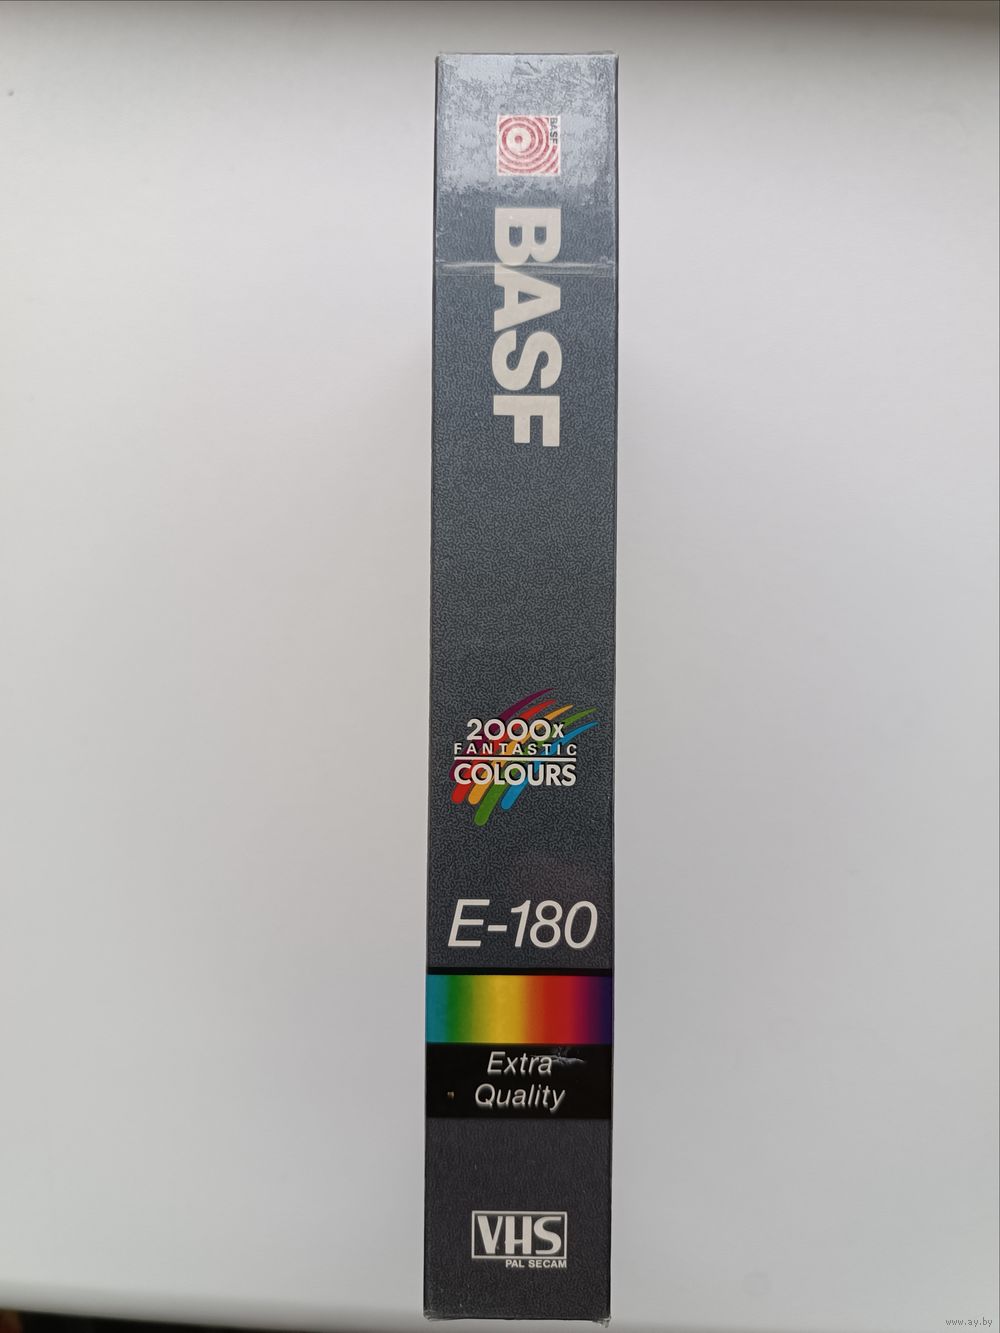 BASF
BASF
2000x
FANTASTIC
COLOURS
E-180
Extra
Quality
VHS
PAL SECAM
www.ay.by